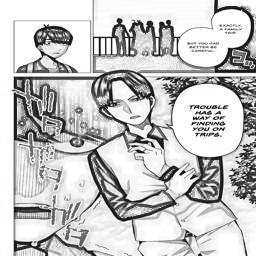 EXACTLY.
A FAMILY
TRIP.
BUT YOU HAD
BETTER BE
CAREFUL.
TROUBLE
HAS A
WAY OF
FINDING
YOU ON
TRIPS.